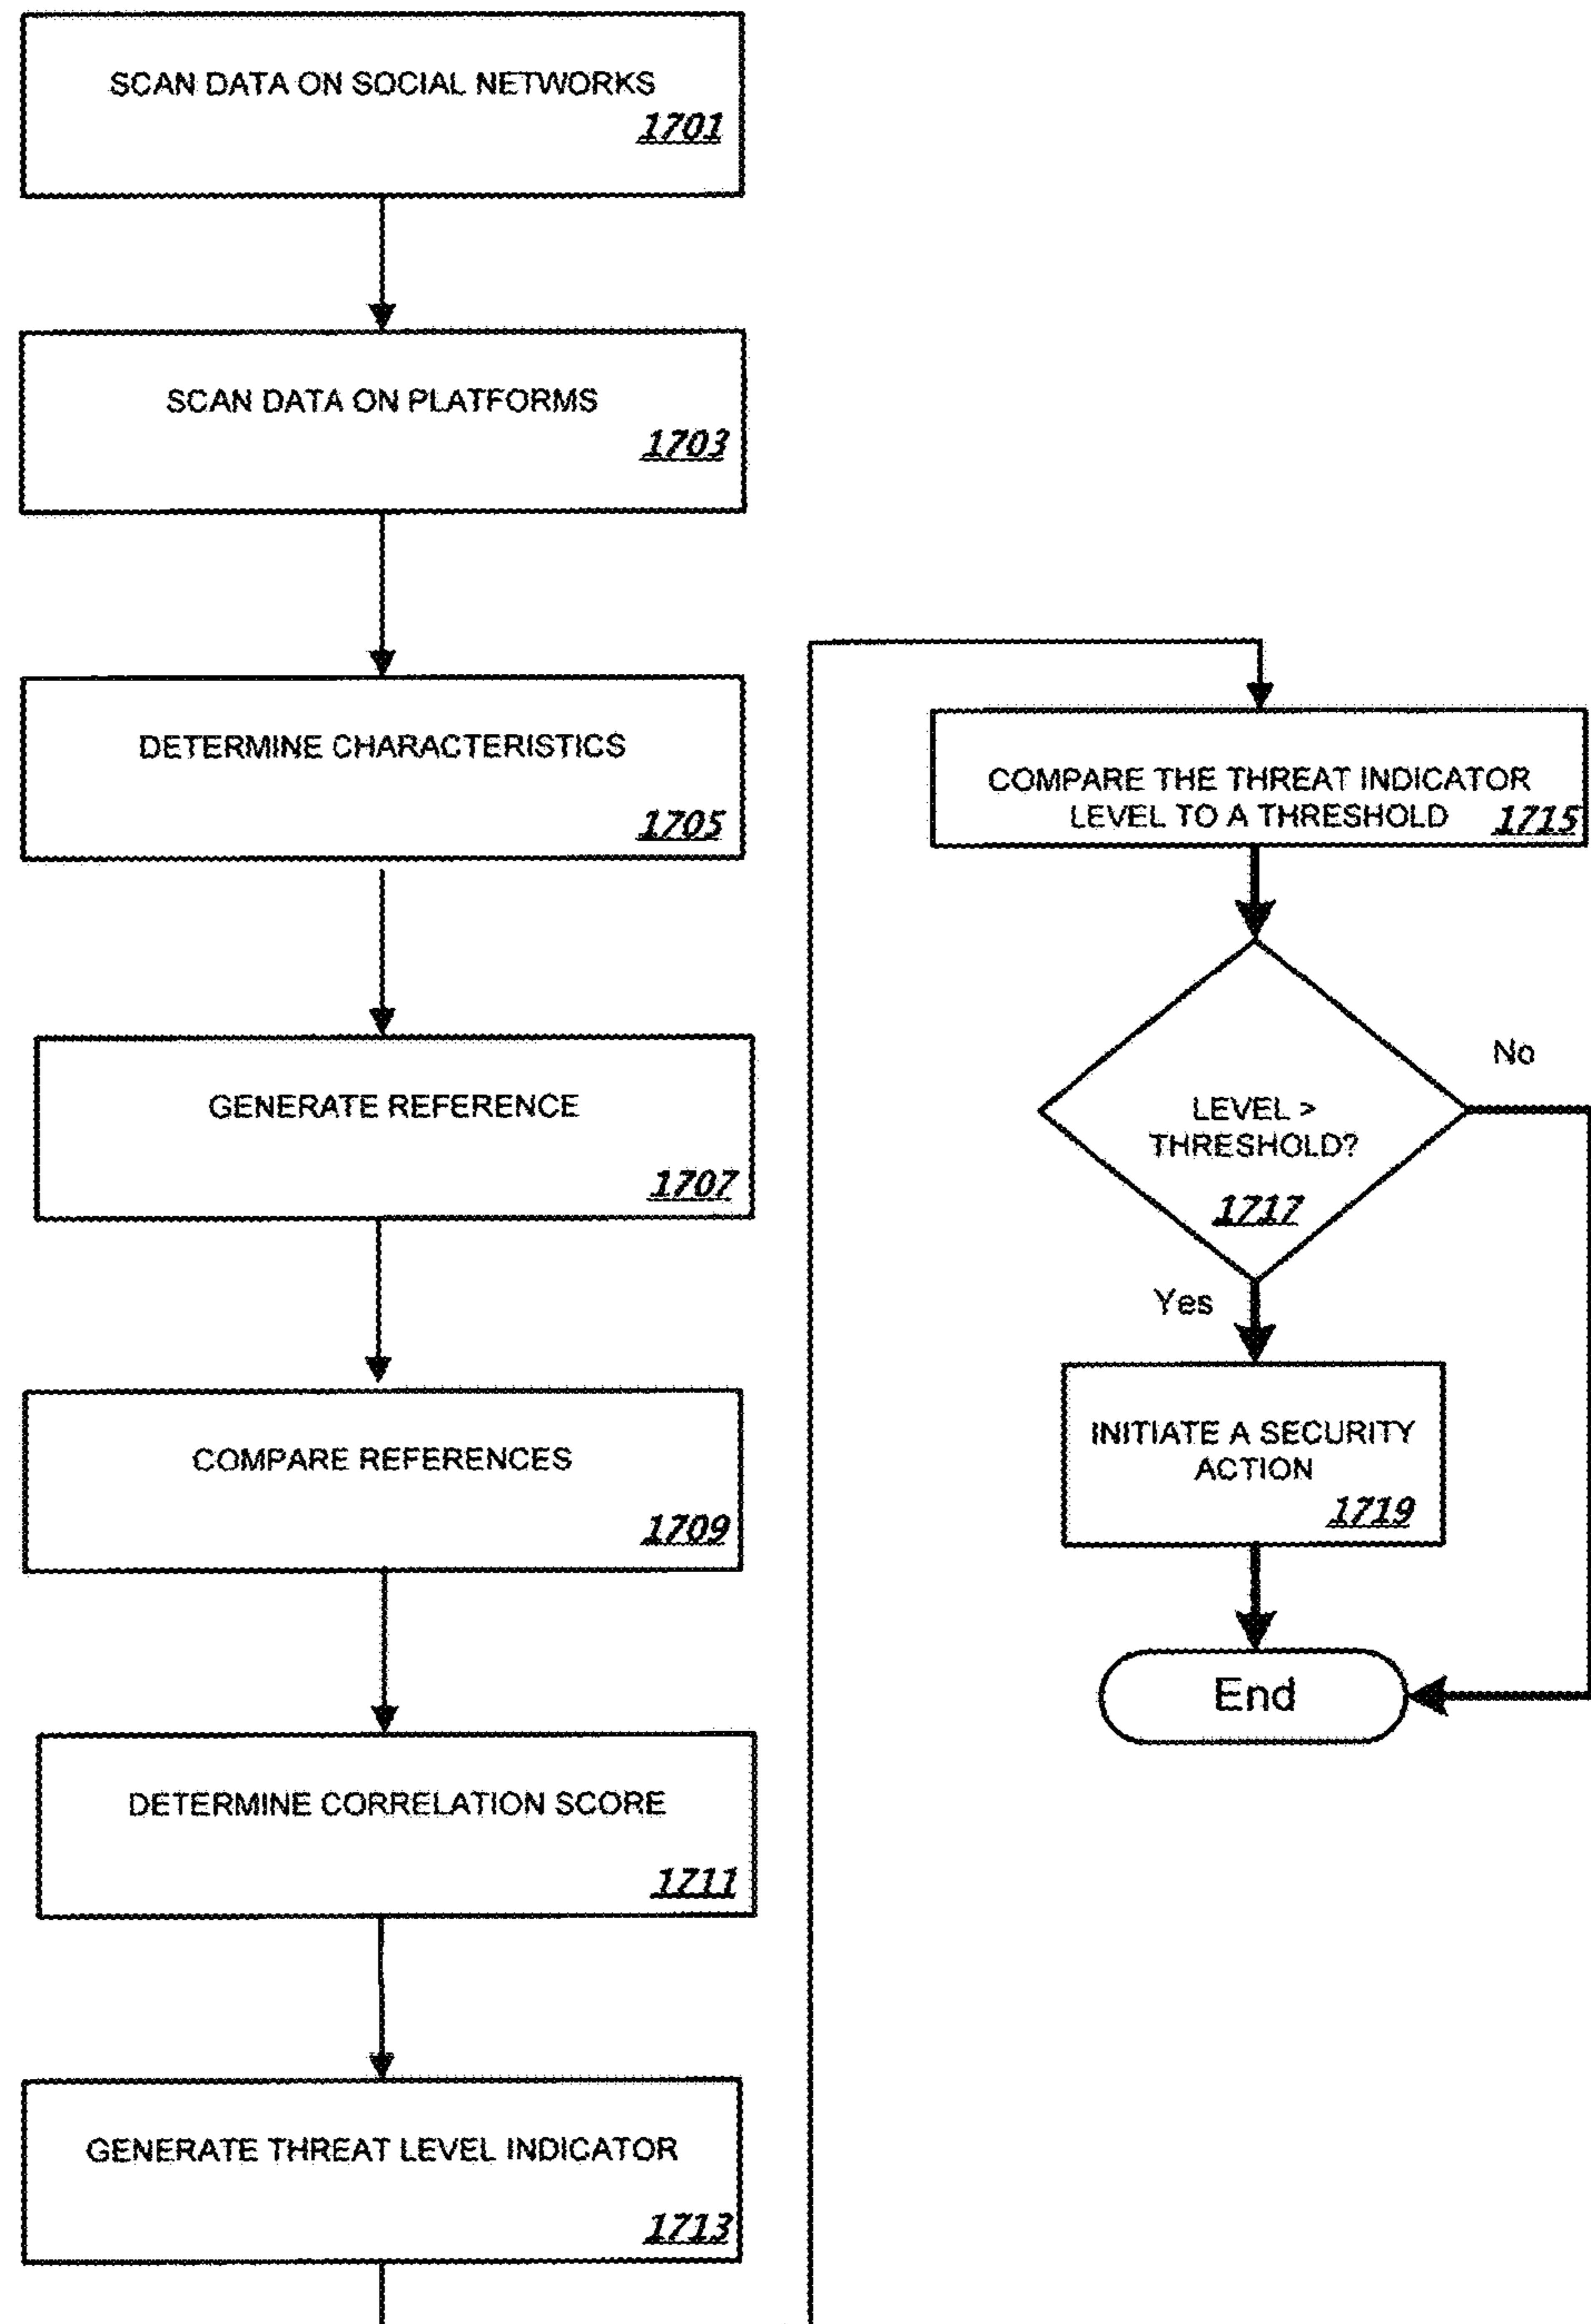 SCAN DATA ON SOCIAL NETWORKS
1701
SCAN DATA ON PLATFORMS
1703
DETERMINE CHARACTERISTICS
1705
GENERATE REFERENCE
1707
COMPARE REFERENCES
1709
DETERMINE CORRELATION SCORE
1711
GENERATE THREAT LEVEL INDICATOR
1713
COMPARE THE THREAT INDICATOR
LEVEL TO A THRESHOLD 1715
No
LEVEL >
THRESHOLD?
1717
Yes
INITIATE A SECURITY
ACTION
1719
End